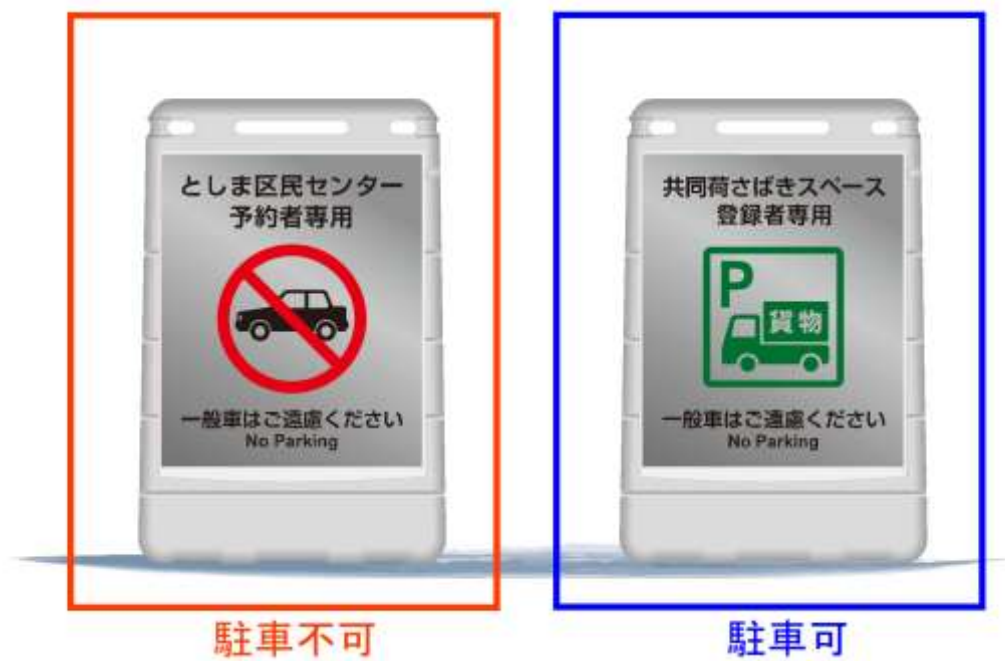 としま区民センター
予約者専用
一般車はご遠慮ください
No Parking
駐車不可
共同荷さばきスペース
登録者専用
P
貨物
一般車はご遠慮ください
No Parking
駐車可